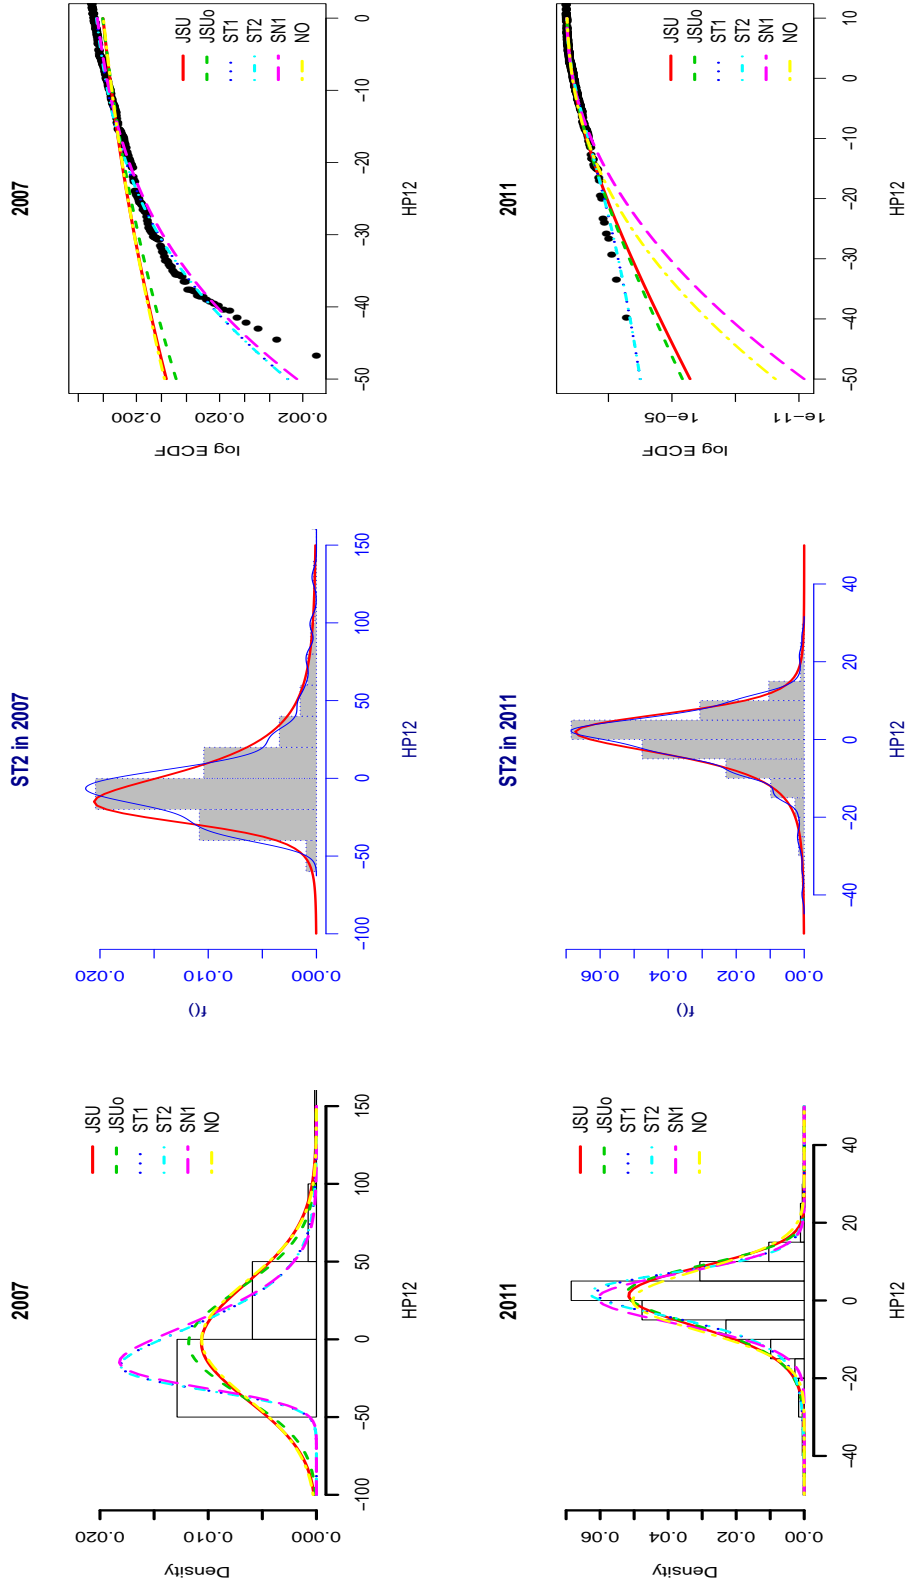 2007
Density
0.000 0.010 0.020
-100 -50 0 50 100 150
HP12
JSU
JSUo
ST1
ST2
SN1
NO
ST2 in 2007
f()
0.000 0.010 0.020
-100 -50 0 50 100 150
HP12
2007
log ECDF
0.002 0.020 0.200
-50 -40 -30 -20 -10 0
HP12
JSU
JSUo
ST1
ST2
SN1
NO
2011
Density
0.00 0.02 0.04 0.06
-40 -20 0 20 40
HP12
JSU
JSUo
ST1
ST2
SN1
NO
ST2 in 2011
f()
0.00 0.02 0.04 0.06
-40 -20 0 20 40
HP12
2011
log ECDF
1e-11 1e-05
-50 -40 -30 -20 -10 0 10
HP12
JSU
JSUo
ST1
ST2
SN1
NO